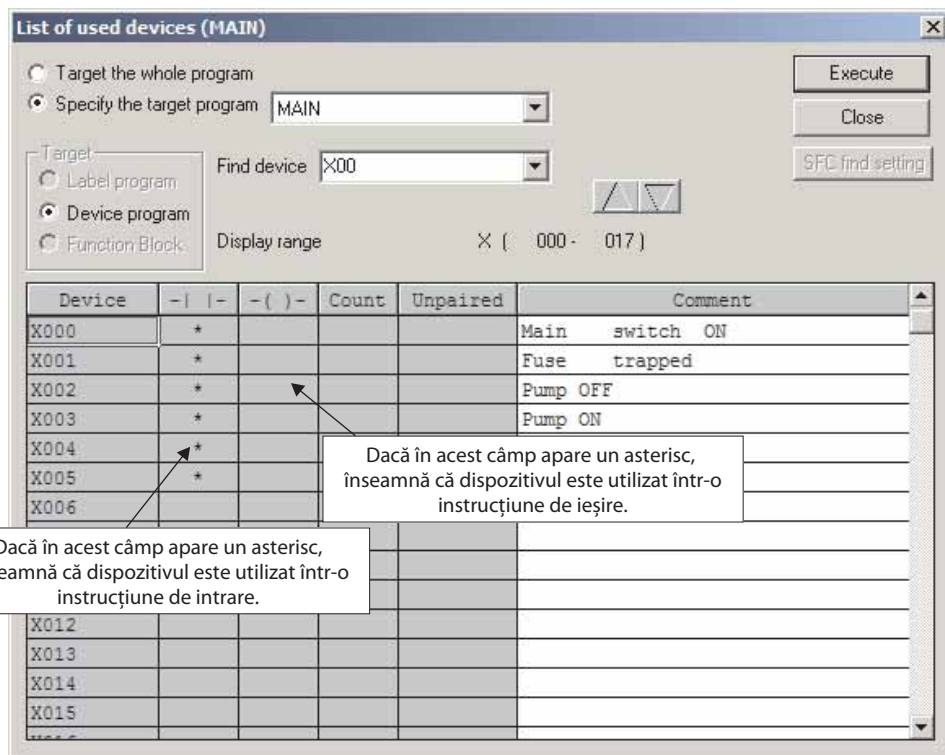 List of used devices (MAIN)
Target the whole program
Execute
Specify the target program MAIN
Close
Target
Find device X00
SFC find setting
Label program
Device program
Function Block
Display range X ( 000 - 017 )
Device -| |- -( )- Count Unpaired Comment
X000 * Main switch ON
X001 * Fuse trapped
X002 * Pump OFF
X003 * Pump ON
X004 *
X005 *
X006
Dacă în acest câmp apare un asterisc,
înseamnă că dispozitivul este utilizat într-o
instrucțiune de ieșire.
Dacă în acest câmp apare un asterisc,
seamnă că dispozitivul este utilizat într-o
instrucțiune de intrare.
X012
X013
X014
X015